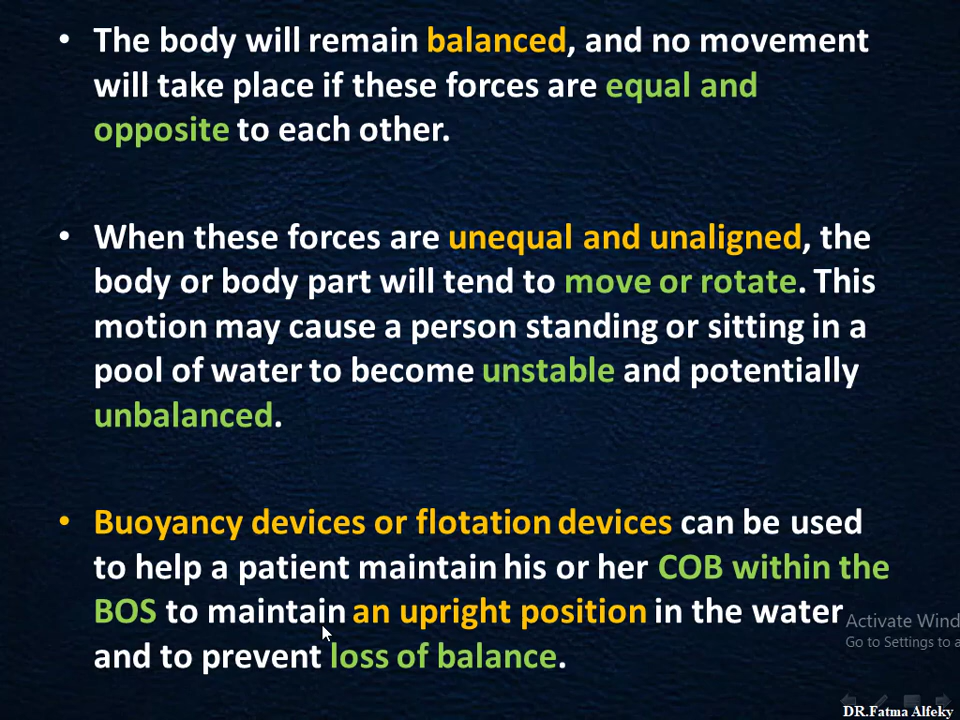 • The body will remain balanced, and no movement
will take place if these forces are equal and
opposite to each other.
• When these forces are unequal and unaligned, the
body or body part will tend to move or rotate. This
motion may cause a person standing or sitting in a
pool of water to become unstable and potentially
unbalanced.
• Buoyancy devices or flotation devices can be used
to help a patient maintain his or her COB within the
BOS to maintain an upright position in the water
and to prevent loss of balance.
Activate Wind
Go to Settings to a
DR.Fatma Alfeky